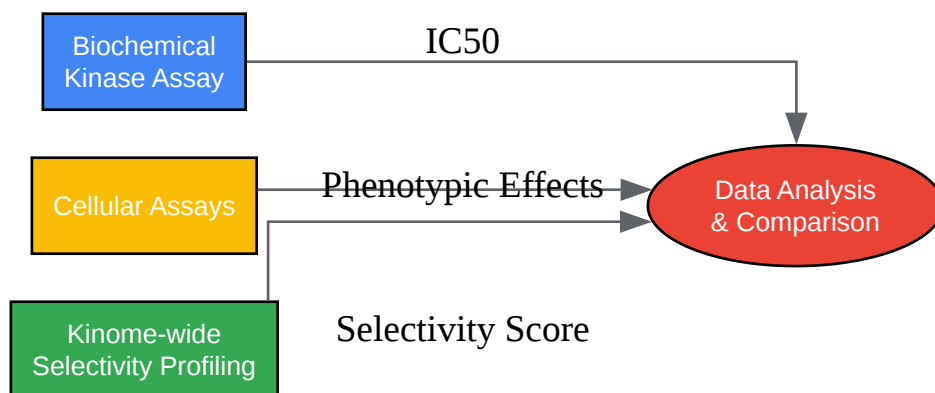 Biochemical
Kinase Assay
IC50
Cellular Assays
Phenotypic Effects
Data Analysis
& Comparison
Kinome-wide
Selectivity Profiling
Selectivity Score